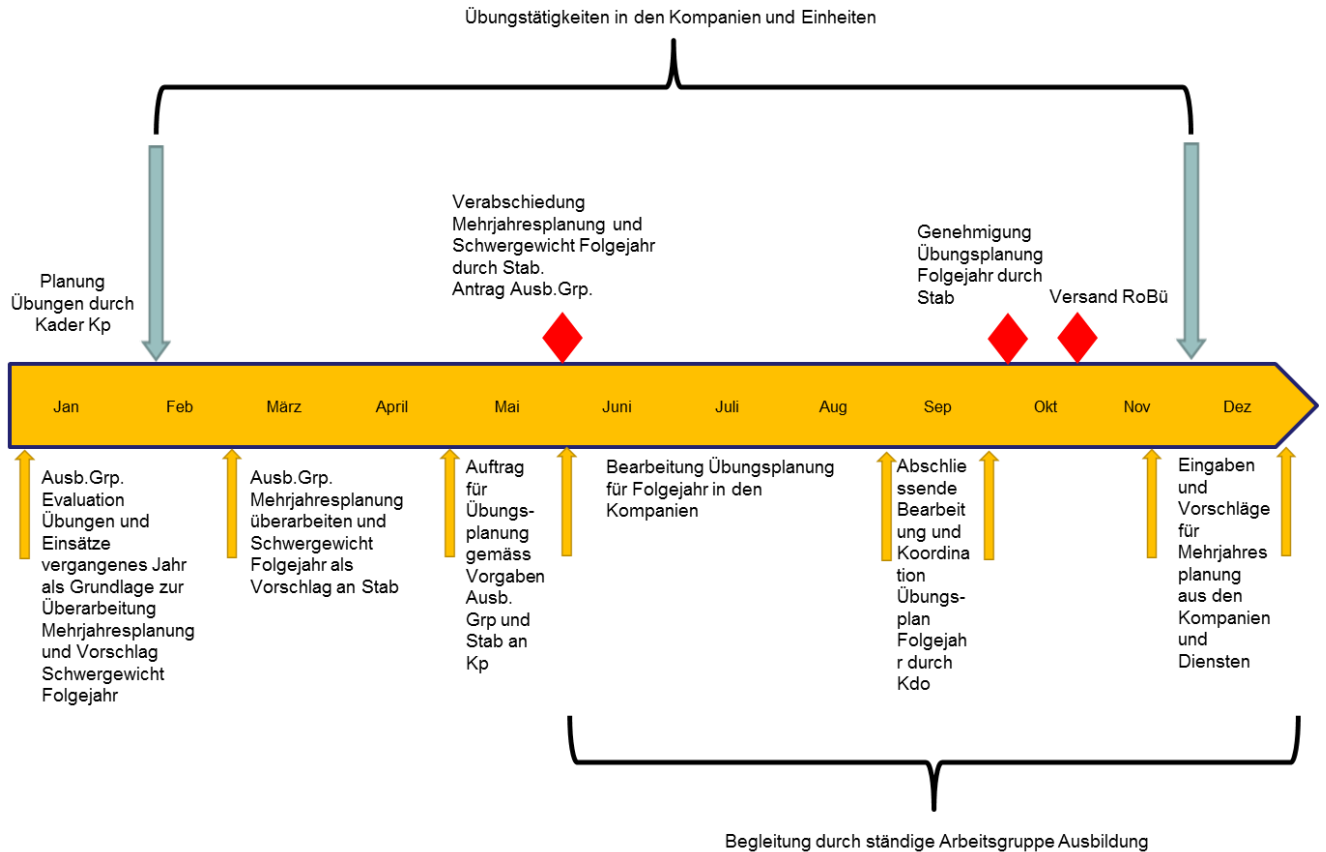 Übungstätigkeiten in den Kompanien und Einheiten
Verabschiedung
Mehrjahresplanung und
Schwergewicht Folgejahr
durch Stab.
Antrag Ausb.Grp.
Genehmigung
Übungsplanung
Folgejahr durch
Stab
Versand RoBü
Planung
Übungen durch
Kader Kp
Jan
Feb
März
April
Mai
Juni
Juli
Aug
Sep
Okt
Nov
Dez
Ausb.Grp.
Evaluation
Übungen und
Einsätze
vergangenes Jahr
als Grundlage zur
Überarbeitung
Mehrjahresplanung
und Vorschlag
Schwergewicht
Folgejahr
Ausb.Grp.
Mehrjahresplanung
überarbeiten und
Schwergewicht
Folgejahr als
Vorschlag an Stab
Auftrag
für
Übungs-
planung
gemäss
Vorgaben
Ausb.
Grp und
Stab an
Kp
Bearbeitung Übungsplanung
für Folgejahr in den
Kompanien
Abschlie
ssende
Bearbeit
ung und
Koordina
tion
Übungs-
plan
Folgejah
r durch
Kdo
Eingaben
und
Vorschläge
für
Mehrjahres
planung
aus den
Kompanien
und
Diensten
Begleitung durch ständige Arbeitsgruppe Ausbildung